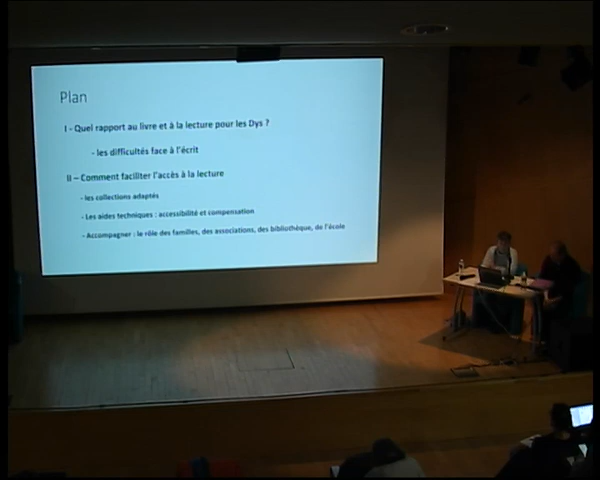 Plan
I - Quel rapport au livre et à la lecture pour les Dys ?
- les difficultés face à l'écrit
II – Comment faciliter l'accès à la lecture
- les collections adaptés
- Les aides techniques : accessibilité et compensation
- Accompagner : le rôle des familles, des associations, des bibliothèque, de l'école